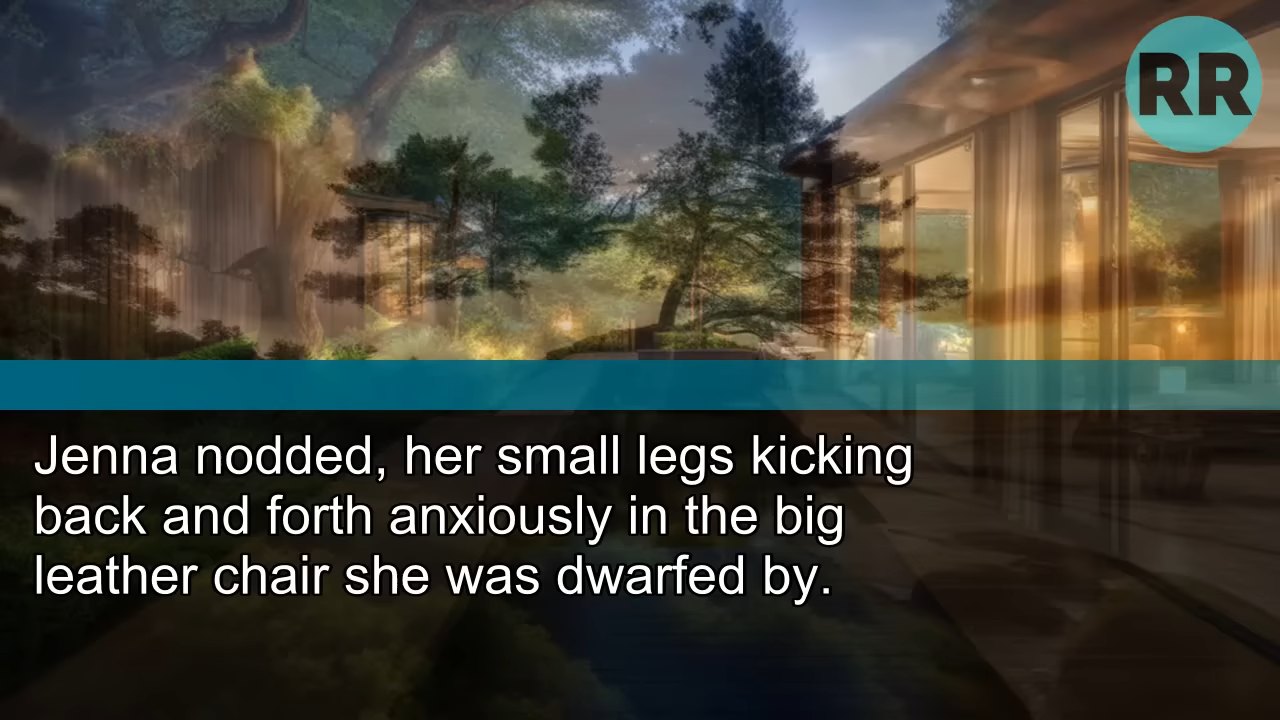 RR
Jenna nodded, her small legs kicking
back and forth anxiously in the big
leather chair she was dwarfed by.